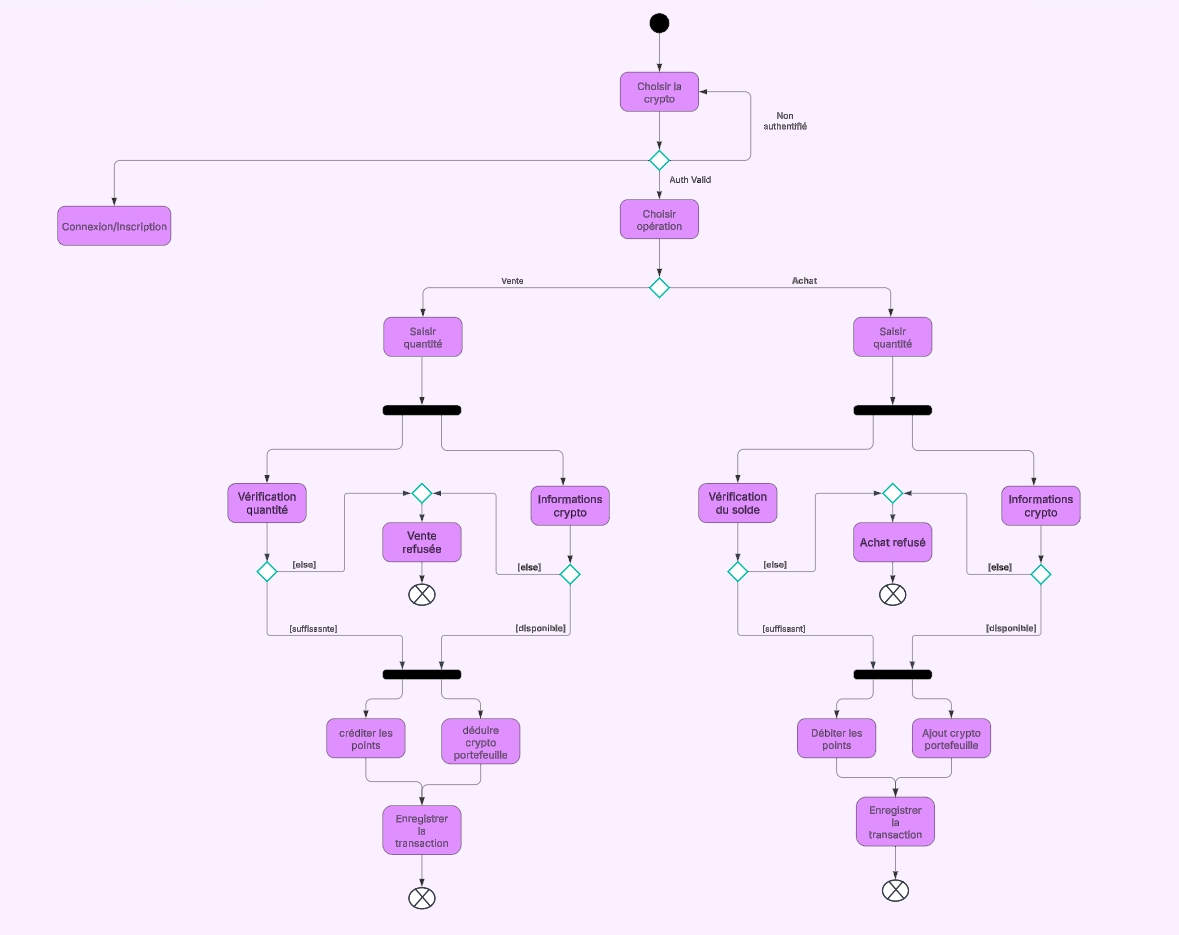 Choisir la
crypto
Non
authentifié
Auth Valid
Connexion/Inscription
Choisir
opération
Vente
Achat
Saisir
quantité
Saisir
quantité
Vérification
quantité
Informations
crypto
Vente
refusée
[else]
[else]
[suffisante]
[disponible]
Vérification
du solde
Informations
crypto
Achat refusé
[else]
[else]
[suffisant]
[disponible]
créditer les
points
déduire
crypto
portefeuille
Enregistrer
la
transaction
Débiter les
points
Ajout crypto
portefeuille
Enregistrer
la
transaction